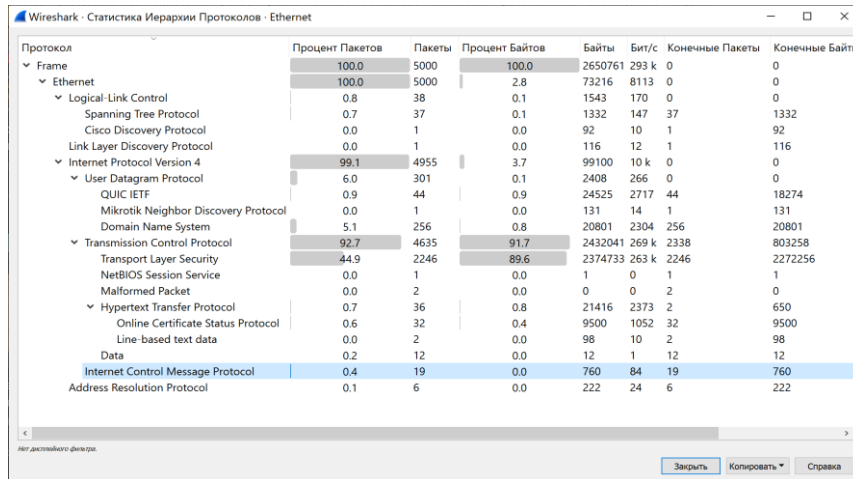 Wireshark · Статистика Иерархии Протоколов · Ethernet
Протокол Процент Пакетов Пакеты Процент Байтов Байты Бит/с Конечные Пакеты Конечные Байт
Frame 100.0 5000 100.0 2650761 293 k 0 0
Ethernet 100.0 5000 2.8 73216 8113 0 0
Logical-Link Control 0.8 38 0.1 1543 170 0 0
Spanning Tree Protocol 0.7 37 0.1 1332 147 37 1332
Cisco Discovery Protocol 0.0 1 0.0 92 10 1 92
Link Layer Discovery Protocol 0.0 1 0.0 116 12 1 116
Internet Protocol Version 4 99.1 4955 3.7 99100 10 k 0 0
User Datagram Protocol 6.0 301 0.1 2408 266 0 0
QUIC IETF 0.9 44 0.9 24525 2717 44 18274
Mikrotik Neighbor Discovery Protocol 0.0 1 0.0 131 14 1 131
Domain Name System 5.1 256 0.8 20801 2304 256 20801
Transmission Control Protocol 92.7 4635 91.7 2432041 269 k 2338 803258
Transport Layer Security 44.9 2246 89.6 2374733 263 k 2246 2272256
NetBIOS Session Service 0.0 1 0.0 1 0 1 1
Malformed Packet 0.0 2 0.0 0 0 2 0
Hypertext Transfer Protocol 0.7 36 0.8 21416 2373 2 650
Online Certificate Status Protocol 0.6 32 0.4 9500 1052 32 9500
Line-based text data 0.0 2 0.0 98 10 2 98
Data 0.2 12 0.0 12 1 12 12
Internet Control Message Protocol 0.4 19 0.0 760 84 19 760
Address Resolution Protocol 0.1 6 0.0 222 24 6 222
Нет дисплейного фильтра.
Закрыть Копировать Справка